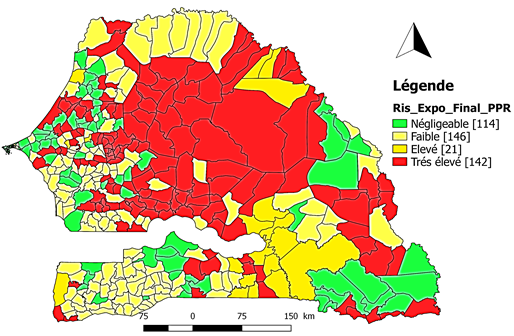 Légende
Ris_Expo_Final_PPR
Négligeable [114]
Faible [146]
Elevé [21]
Trés élevé [142]
75 0 75 150 km